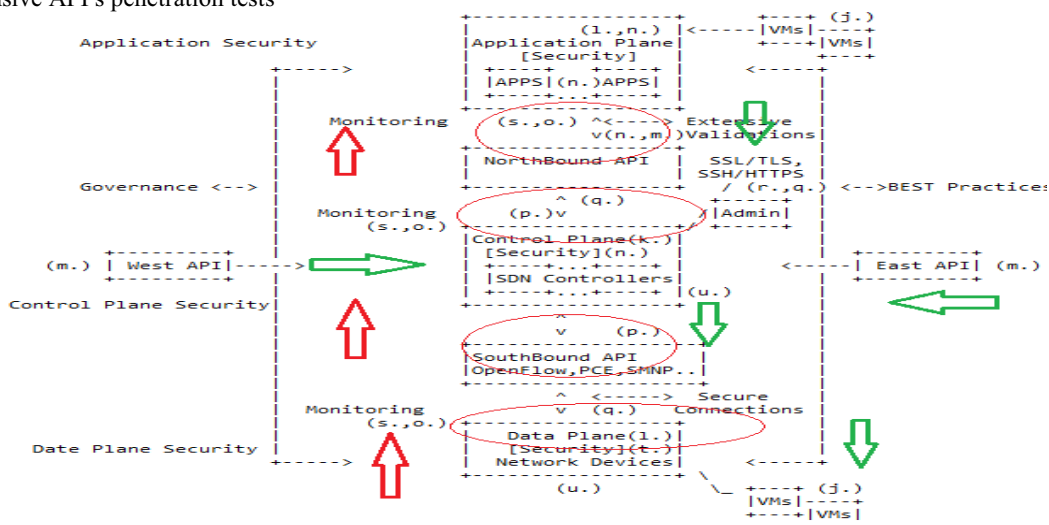 sive API's penetration tests
(j.)
(l.,n.) <-----|VMs|----+
Application Security |Application Plane| +----+|VMs|
[Security]
|APPS|(n.)APPS|
Monitoring (s.,o.) ^<----> Extensive
v(n.,m.)Validations
NorthBound API SSL/TLS,
SSH/HTTPS
Governance <--> / (r.,q.) <-->BEST Practices
^ (q.)
Monitoring (p.)v /|Admin|
(s.,o.)
|Control Plane(k.)|
[Security](n.)
(m.) | West API|-----> <-----| East API| (m.)
|SDN Controllers
Control Plane Security |(u.)
^
v (p.)
|SouthBound API |
OpenFlow,PCE,SMNP..|
^ <-----> Secure
Monitoring v (q.) Connections
(s.,o.)
Date Plane Security | Data Plane(l.)|
[Security](t.)|
Network Devices|
(u.) \_ (j.)
|VMs|----+
+----+|VMs|